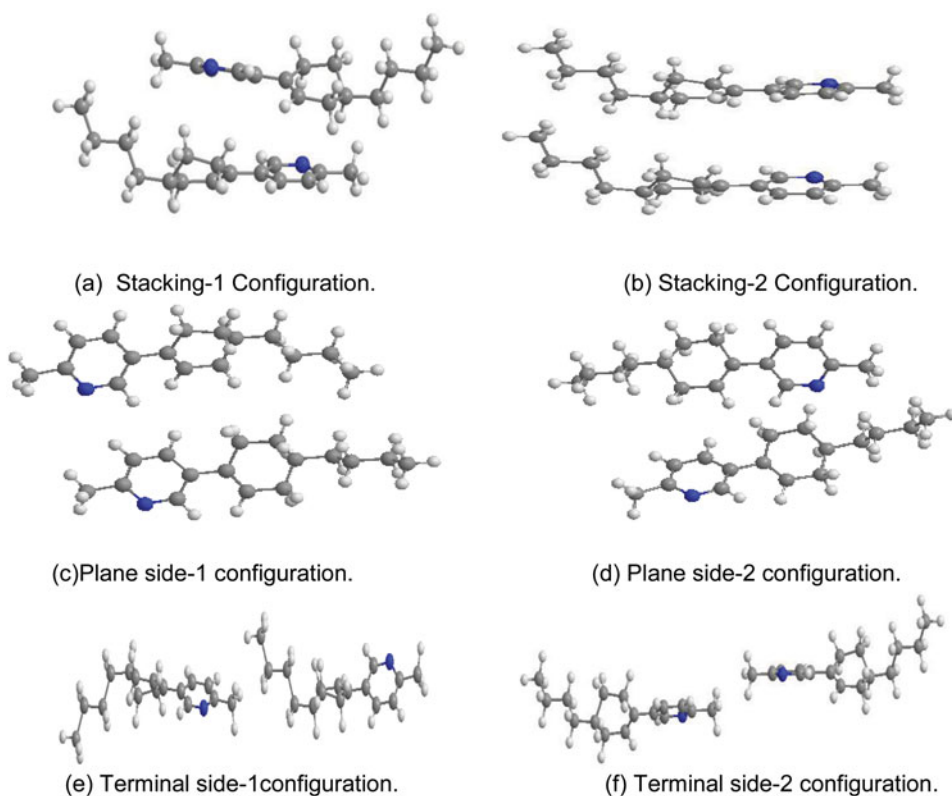 (a) Stacking-1 Configuration.
(b) Stacking-2 Configuration.
(c)Plane side-1 configuration.
(d) Plane side-2 configuration.
(e) Terminal side-1configuration.
(f) Terminal side-2 configuration.